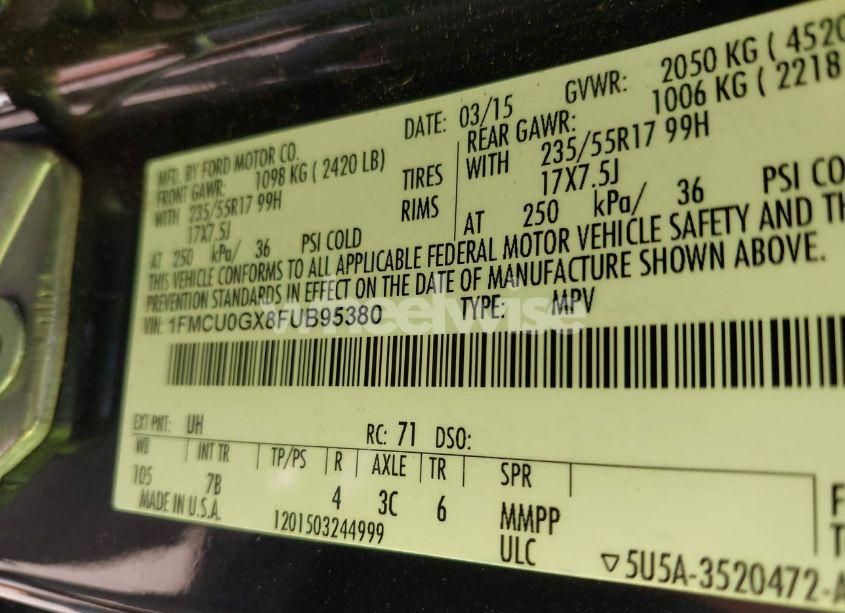 MFD. BY FORD MOTOR CO.
DATE: 03/15
GVWR: 2050 KG ( 4520
FRONT GAWR: 1098 KG ( 2420 LB)
REAR GAWR: 1006 KG ( 2218
WITH 235/55R17 99H
TIRES
WITH 235/55R17 99H
17X7.5J
RIMS
17X7.5J
AT 250 kPa/ 36 PSI COLD
AT 250 kPa/ 36 PSI CO
THIS VEHICLE CONFORMS TO ALL APPLICABLE FEDERAL MOTOR VEHICLE SAFETY AND TH
PREVENTION STANDARDS IN EFFECT ON THE DATE OF MANUFACTURE SHOWN ABOVE.
VIN: 1FMCU0GX8FUB95380
TYPE: MPV
wheelwise
EXT PNT: UH
RC: 71 DSO:
WB INT TR TP/PS R AXLE TR SPR
105 7B 4 3C 6 MMPP
MADE IN U.S.A.
1201503244999
ULC
5U5A-3520472-A
F
T